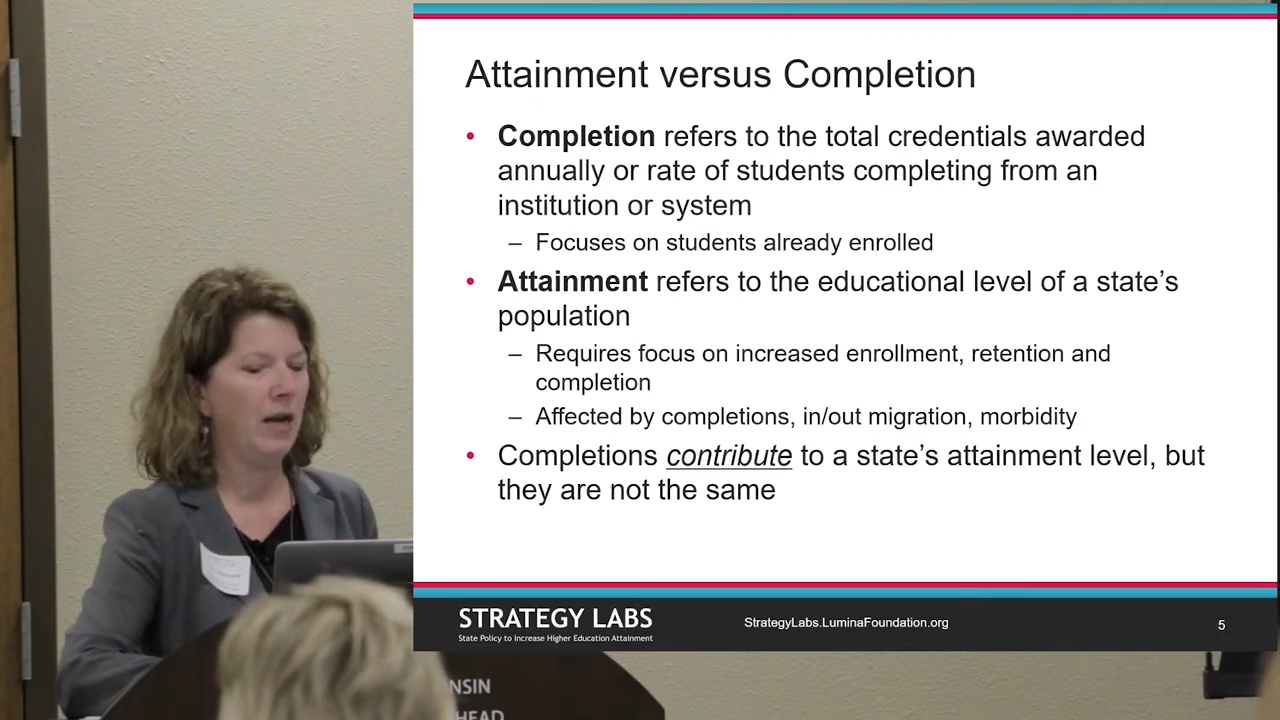 Attainment versus Completion
• Completion refers to the total credentials awarded
annually or rate of students completing from an
institution or system
– Focuses on students already enrolled
• Attainment refers to the educational level of a state’s
population
– Requires focus on increased enrollment, retention and
completion
– Affected by completions, in/out migration, morbidity
• Completions contribute to a state’s attainment level, but
they are not the same
STRATEGY LABS
State Policy to Increase Higher Education Attainment
StrategyLabs.LuminaFoundation.org
5
NSIN
HEAD